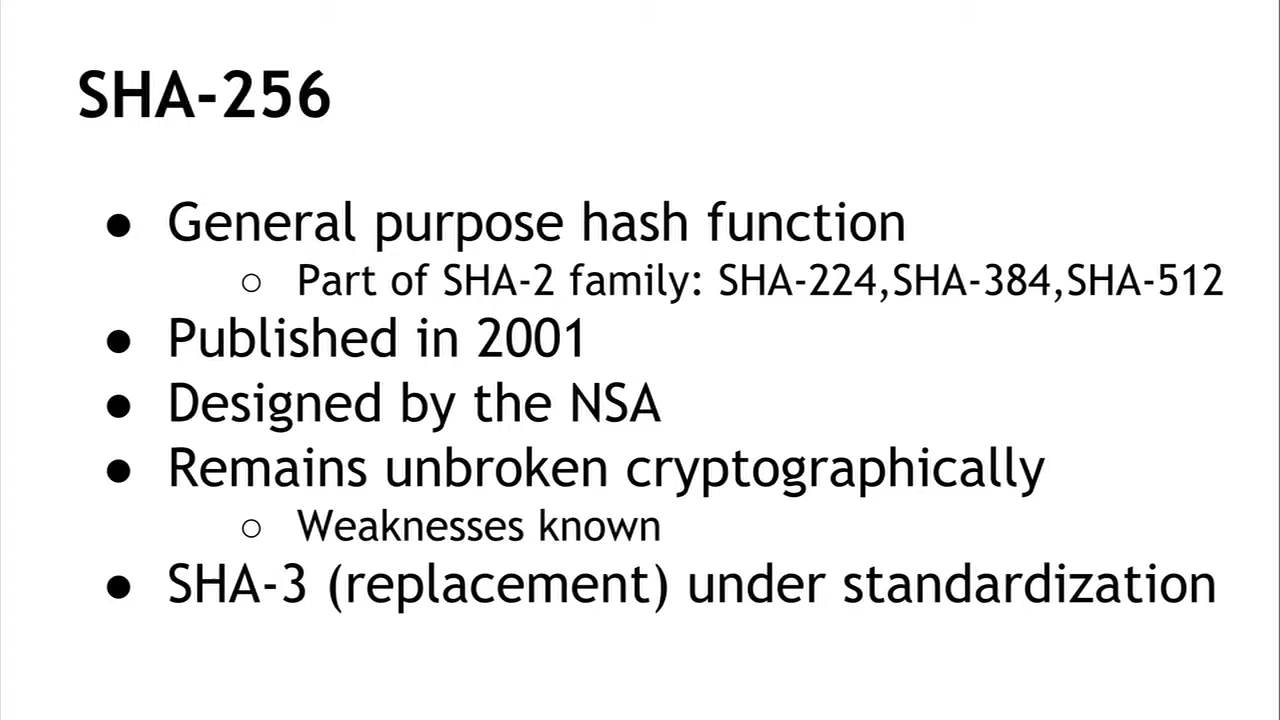 SHA-256
● General purpose hash function
○ Part of SHA-2 family: SHA-224,SHA-384,SHA-512
● Published in 2001
● Designed by the NSA
● Remains unbroken cryptographically
○ Weaknesses known
● SHA-3 (replacement) under standardization